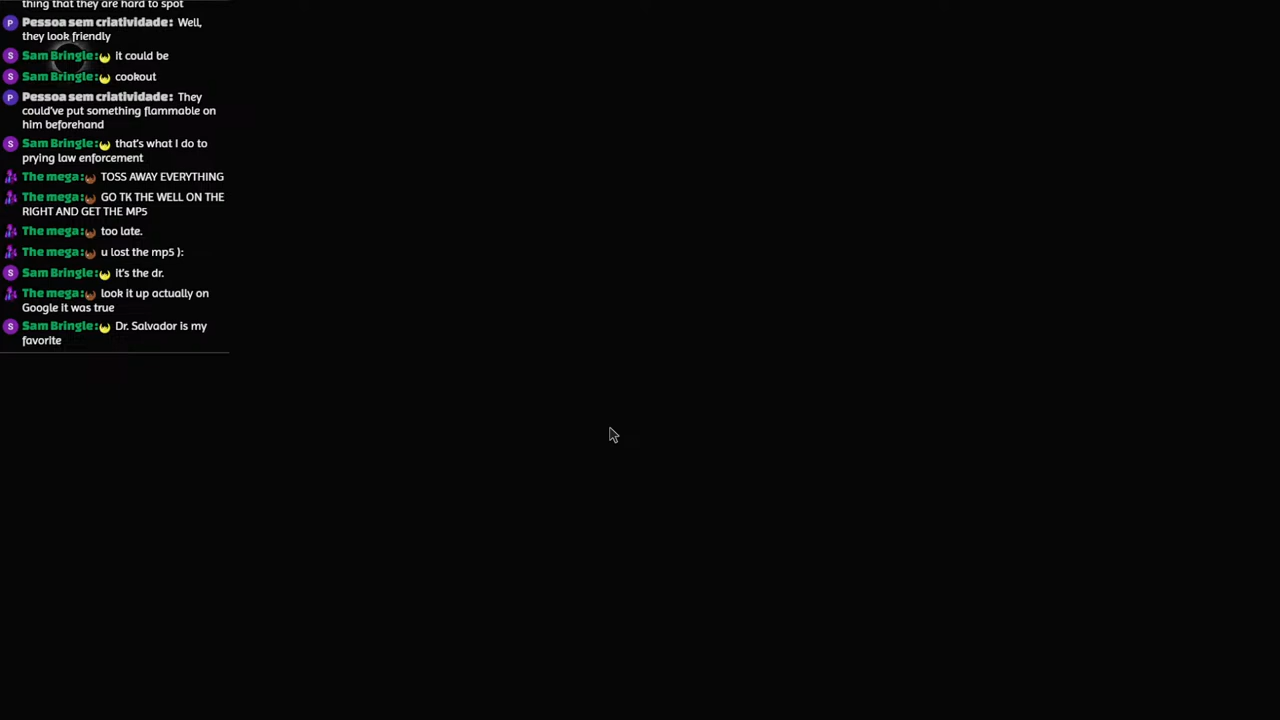 thing that they are hard to spot
P Pessoa sem criatividade: Well,
they look friendly
S Sam Bringle: it could be
S Sam Bringle: cookout
P Pessoa sem criatividade: They
could've put something flammable on
him beforehand
S Sam Bringle: that's what I do to
prying law enforcement
The mega: TOSS AWAY EVERYTHING
The mega: GO TK THE WELL ON THE
RIGHT AND GET THE MP5
The mega: too late.
The mega: u lost the mp5 ):
S Sam Bringle: it's the dr.
The mega: look it up actually on
Google it was true
S Sam Bringle: Dr. Salvador is my
favorite